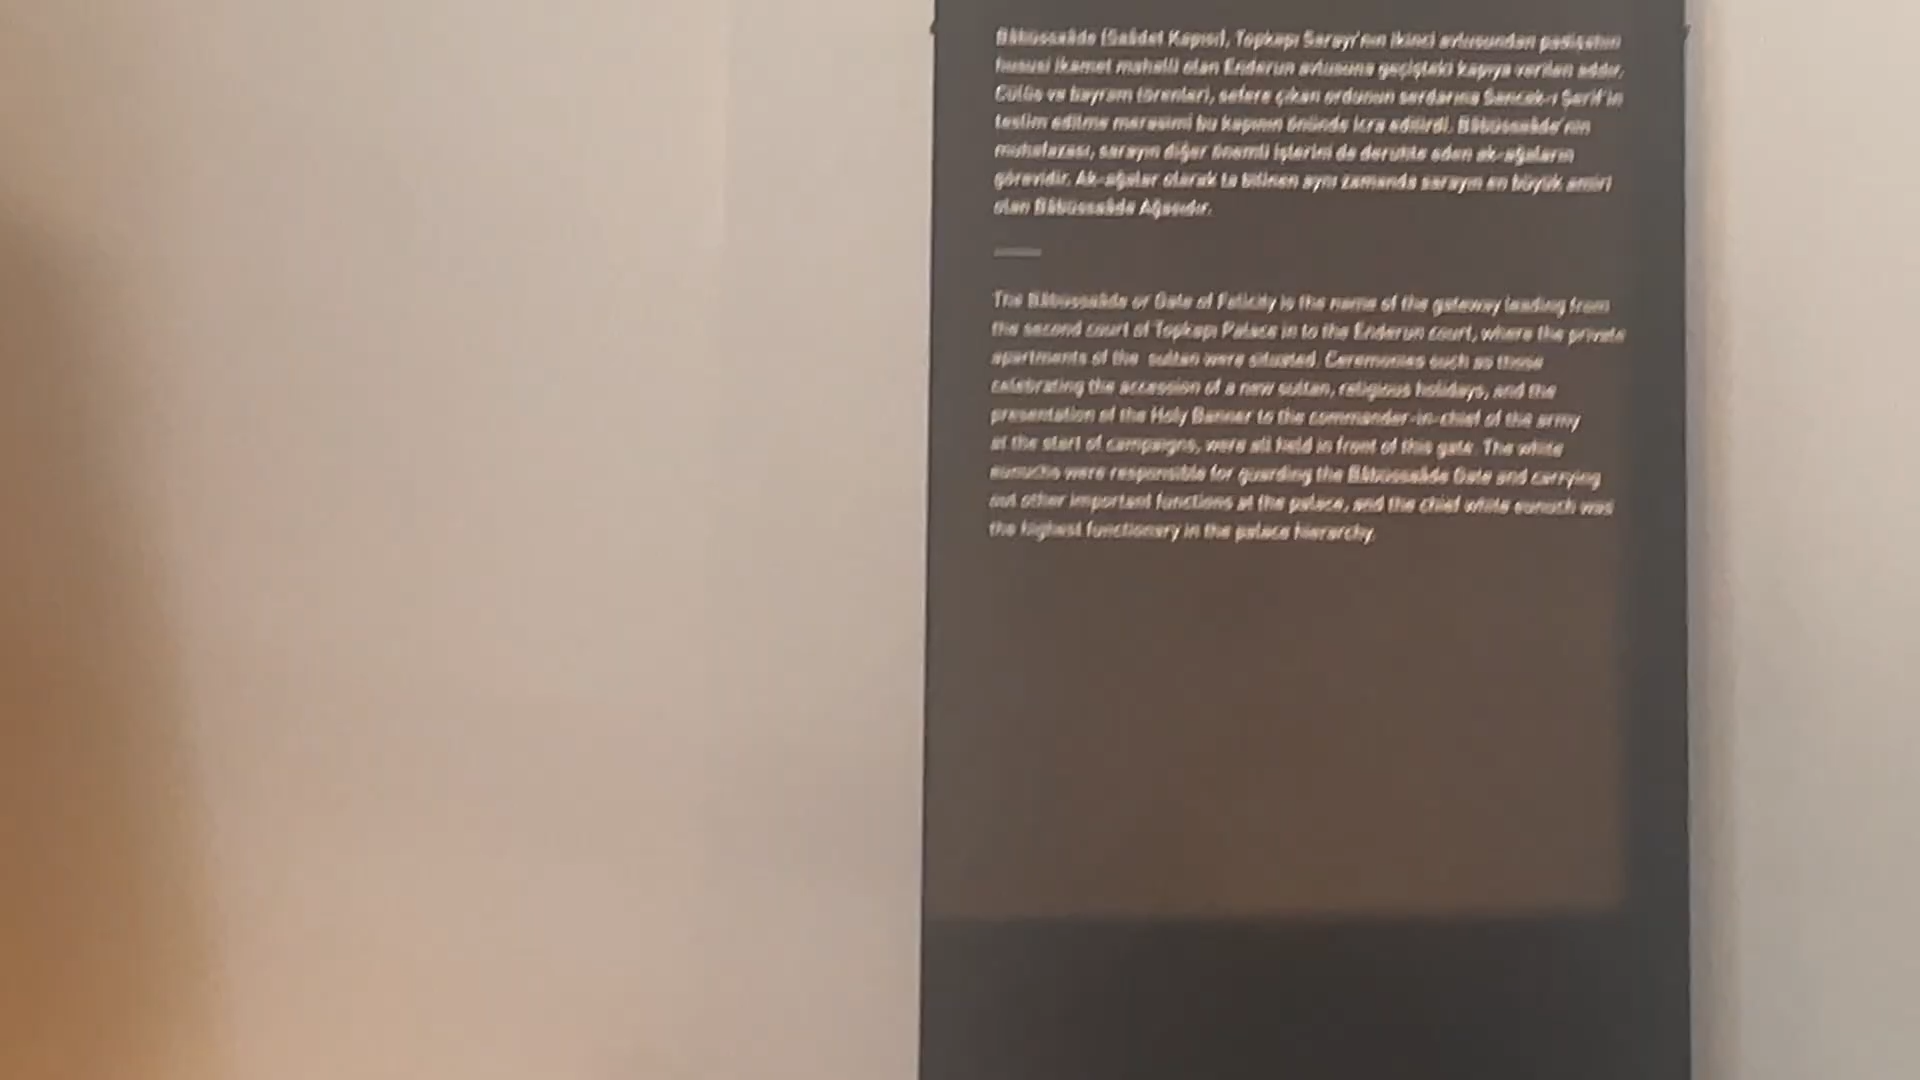 Bâbüssaâde (Saâdet Kapısı), Topkapı Sarayı'nın ikinci avlusundan padişahın
hususi ikamet mahalli olan Enderun avlusuna geçişteki kapıya verilen addır.
Cülûs ve bayram törenleri, sefere çıkan ordunun serdarına Sancak-ı Şerif'in
teslim edilme merasimi bu kapının önünde icra edilirdi. Bâbüssaâde'nin
muhafazası, sarayın diğer önemli işlerini de deruhte eden ak-ağaların
görevidir. Ak-ağalar olarak ta bilinen aynı zamanda sarayın en büyük amiri
olan Bâbüssaâde Ağasıdır.
The Bâbüssaâde or Gate of Felicity is the name of the gateway leading from
the second court of Topkapı Palace in to the Enderun court, where the private
apartments of the sultan were situated. Ceremonies such as those
celebrating the accession of a new sultan, religious holidays, and the
presentation of the Holy Banner to the commander-in-chief of the army
at the start of campaigns, were all held in front of this gate. The white
eunuchs were responsible for guarding the Bâbüssaâde Gate and carrying
out other important functions at the palace, and the chief white eunuch was
the highest functionary in the palace hierarchy.